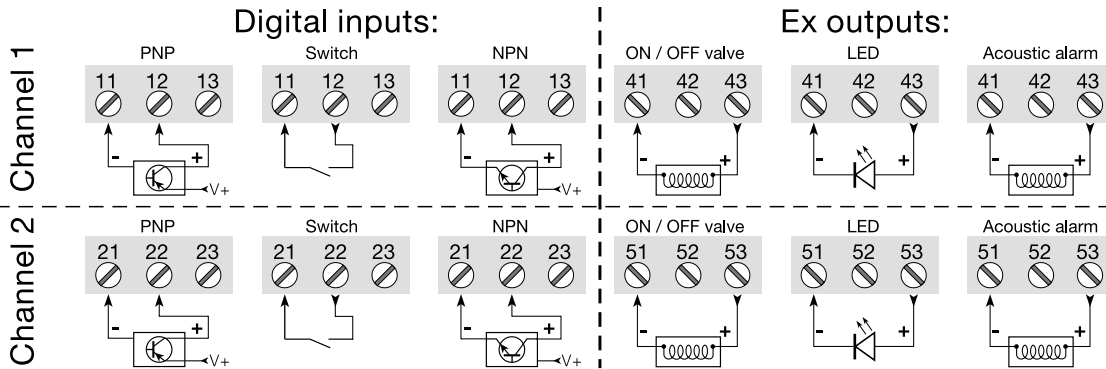 Digital inputs: Ex outputs:
Channel 1
PNP Switch NPN ON / OFF valve LED Acoustic alarm
11 12 13 11 12 13 11 12 13 41 42 43 41 42 43 41 42 43
- + - + - + - + - +
V+ V+
Channel 2
PNP Switch NPN ON / OFF valve LED Acoustic alarm
21 22 23 21 22 23 21 22 23 51 52 53 51 52 53 51 52 53
- + - + - + - + - +
V+ V+